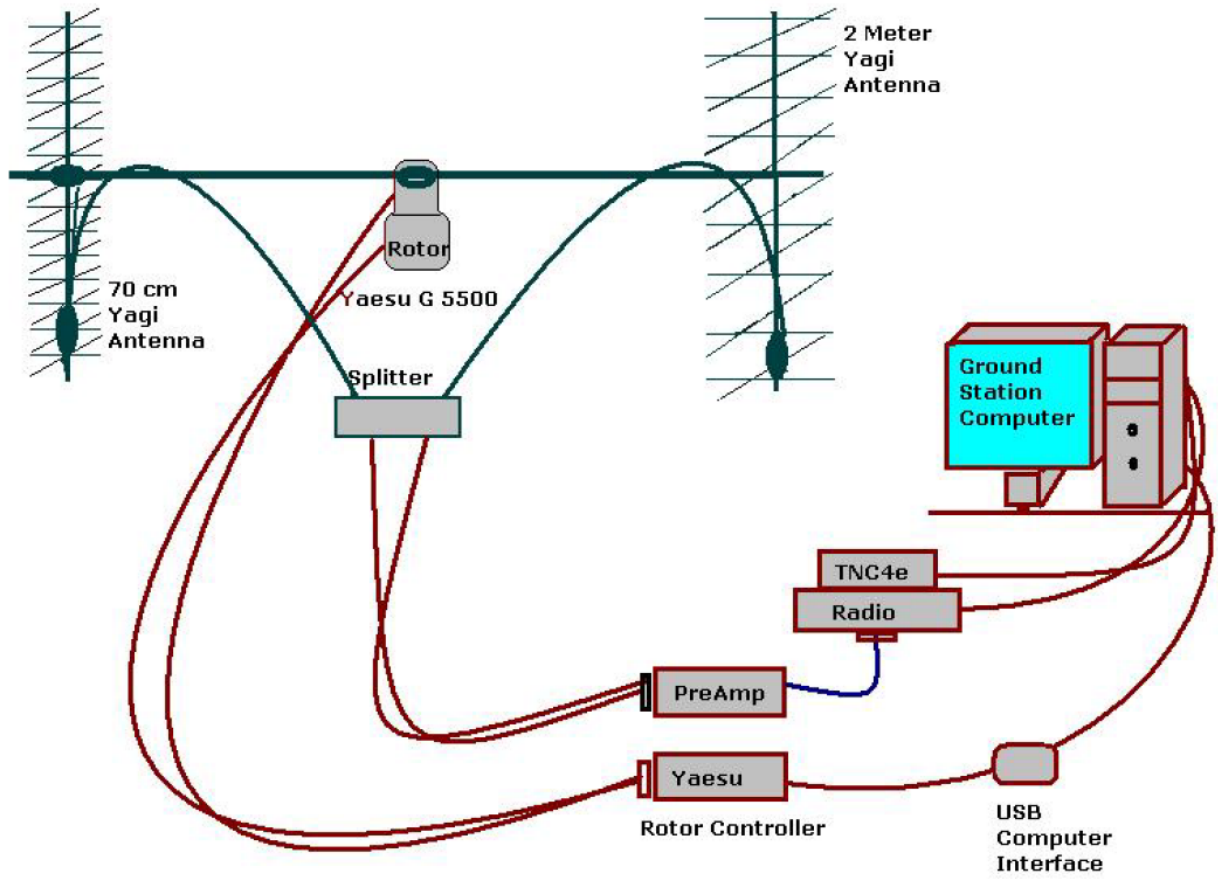 2 Meter
Yagi
Antenna
Rotor
70 cm
Yagi
Antenna
Yaesu G 5500
Splitter
Ground
Station
Computer
TNC4e
Radio
PreAmp
Yaesu
Rotor Controller
USB
Computer
Interface